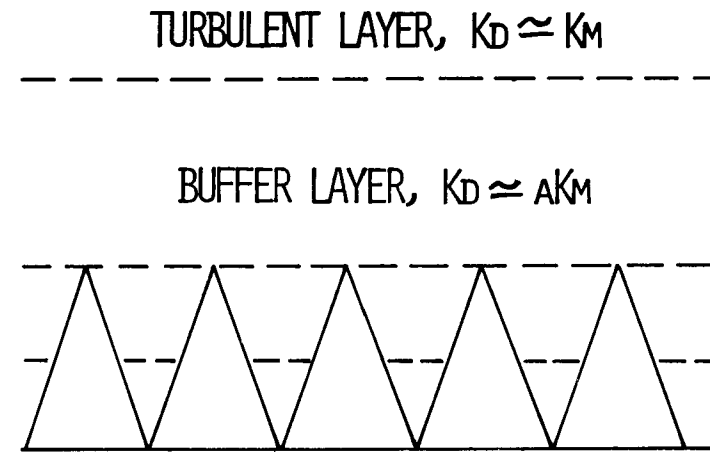 TURBULENT LAYER, KD ≃ KM
BUFFER LAYER, KD ≃ AKM